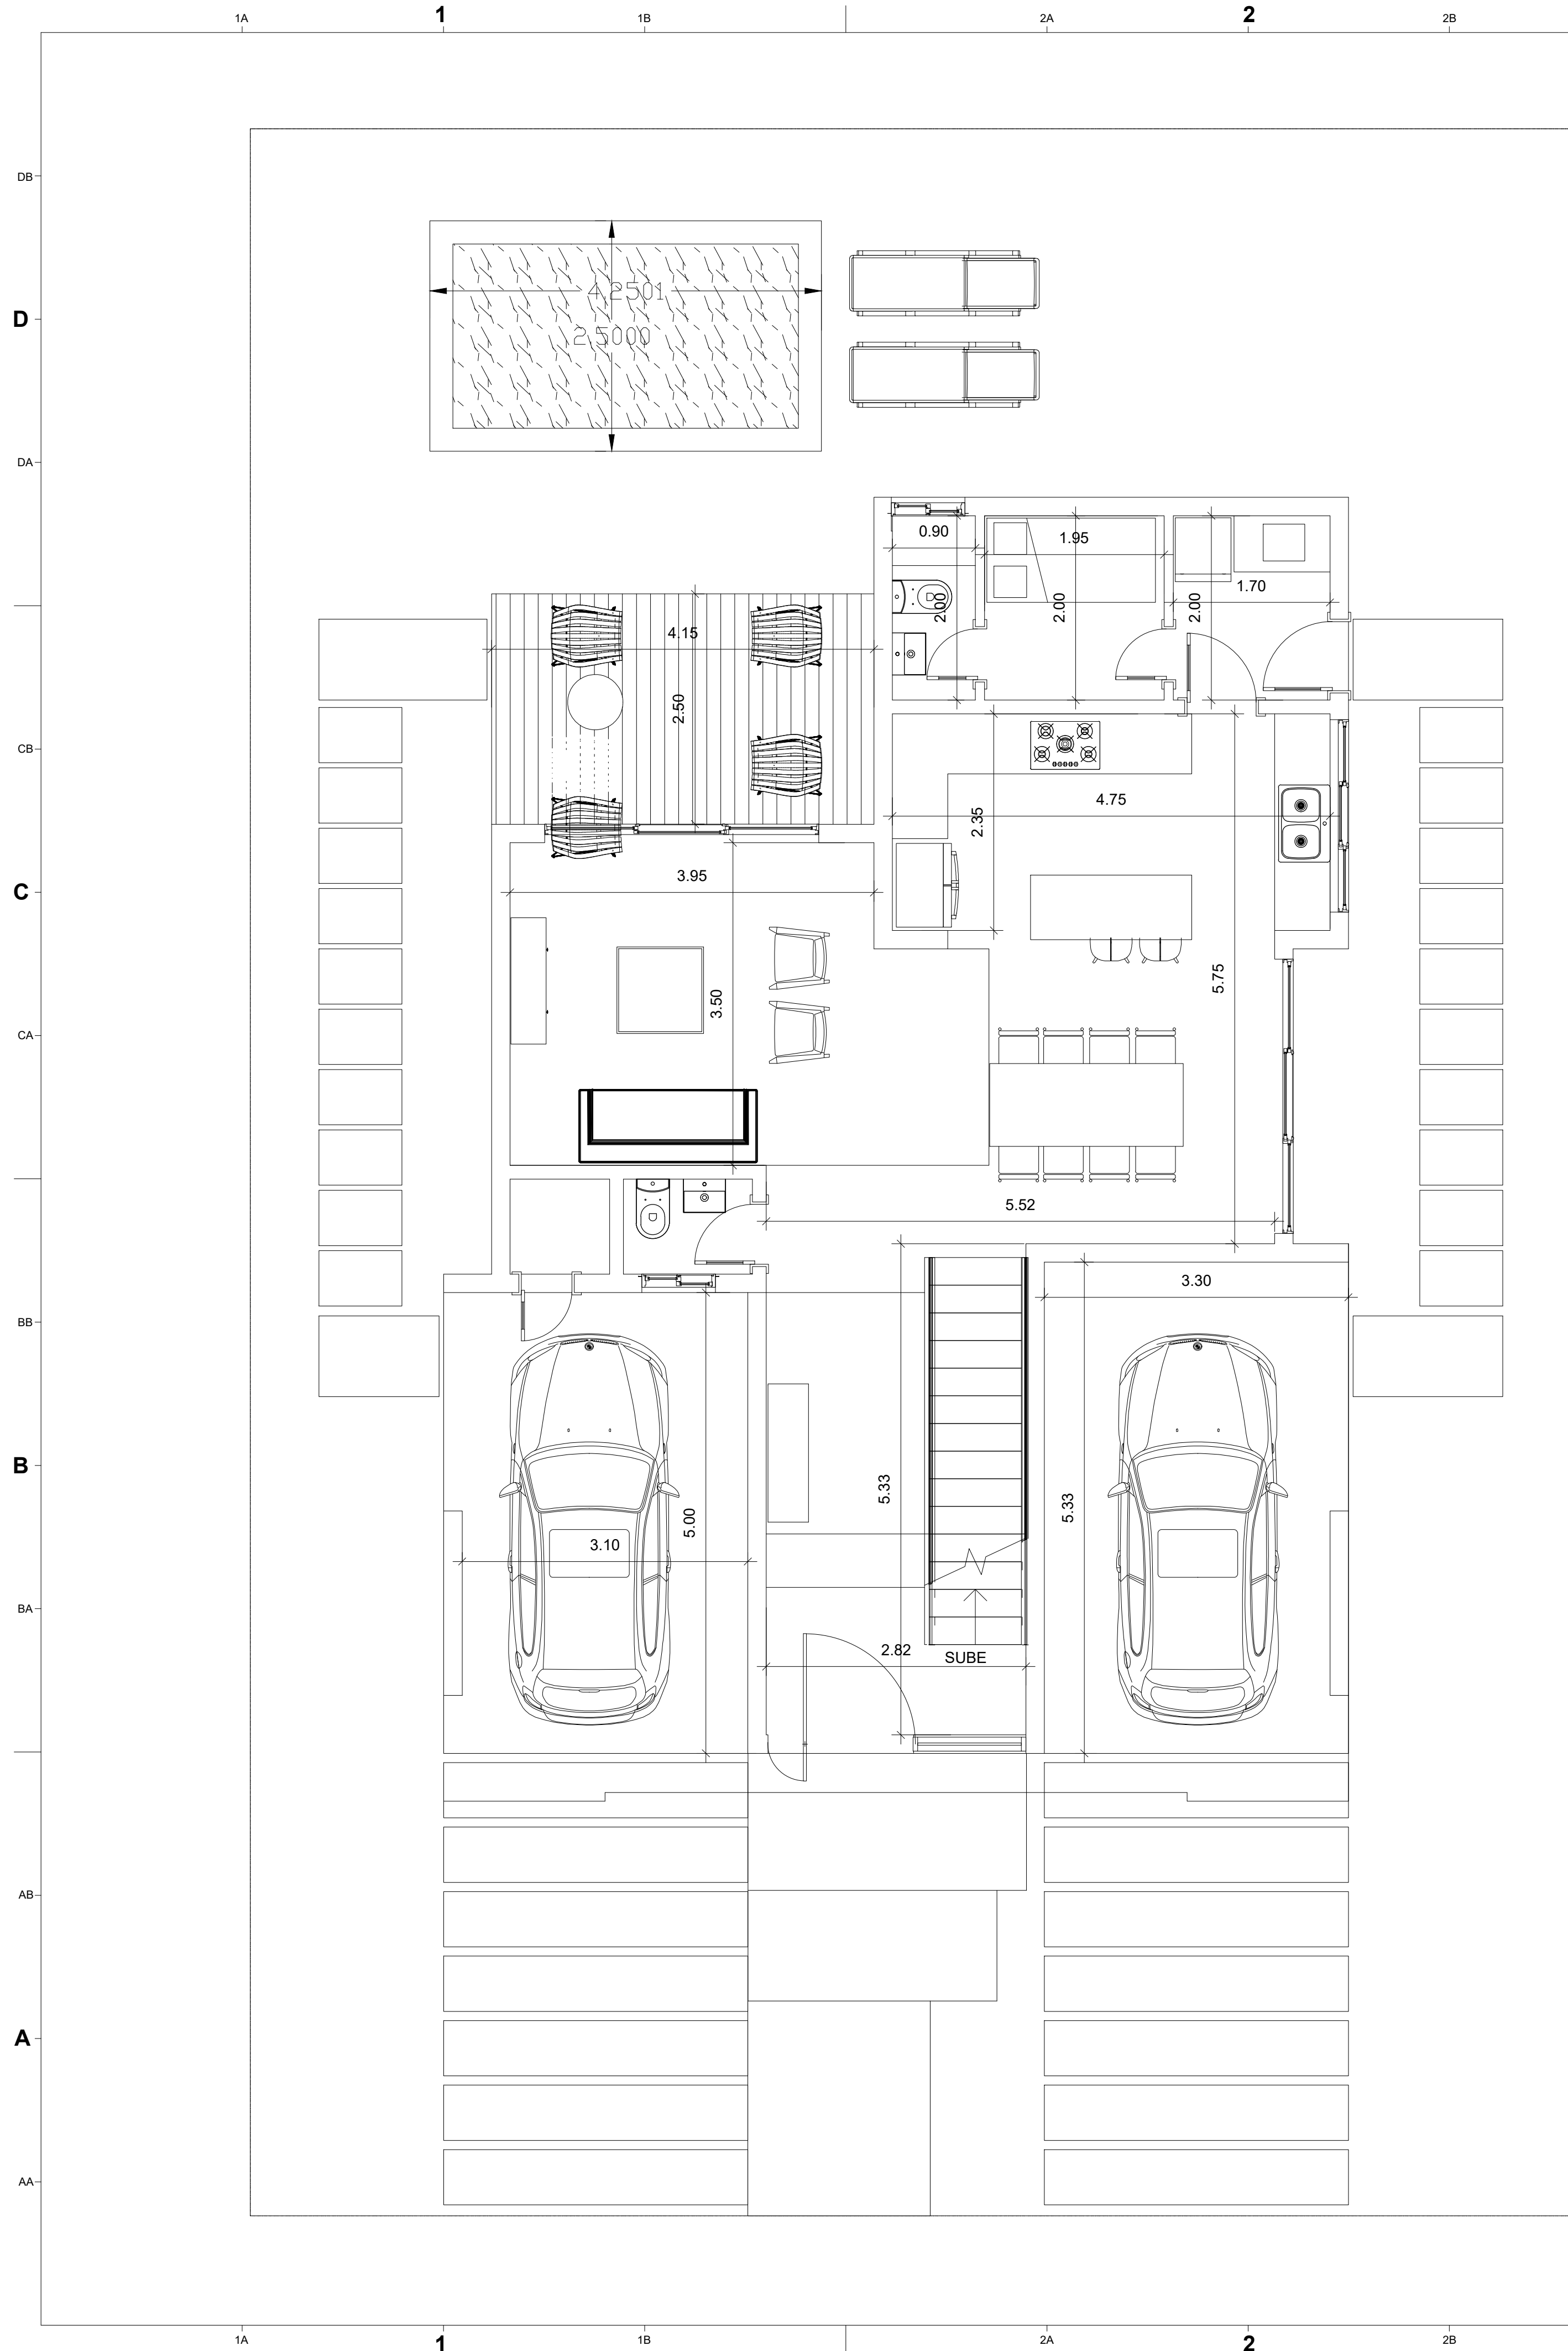 1A 1 1B 2A 2 2B
DB
4.2501
D
2.5000
DA
0.90 1.95
1.70
2.00 2.00 2.00
4.15
2.50
CB
4.75
2.35
3.95
C
5.75
3.50
CA
5.52
3.30
BB
B
5.33 5.33
5.00
3.10
BA
2.82 SUBE
AB
A
AA
1A 1 1B 2A 2 2B